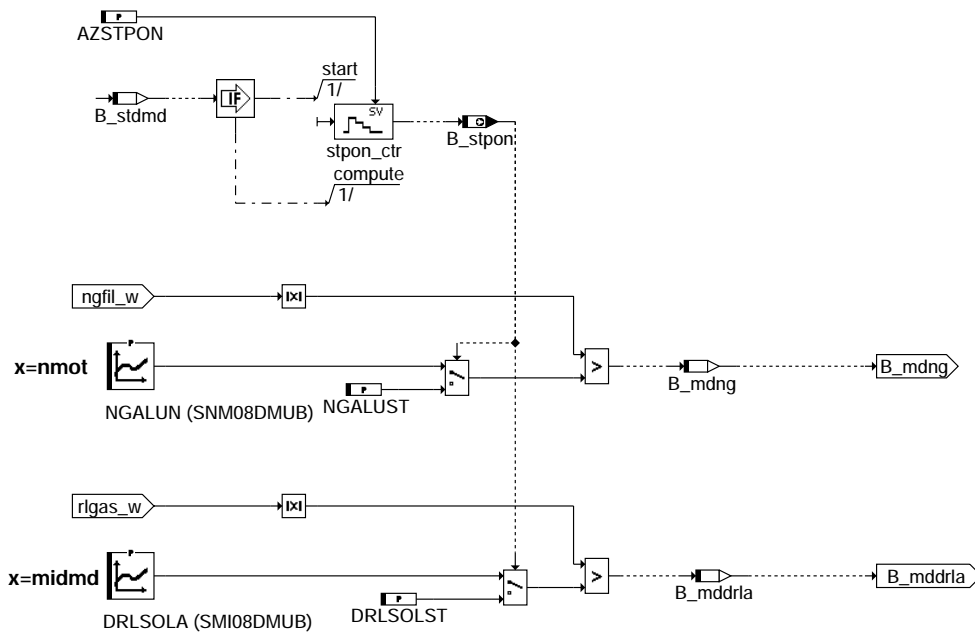 P
AZSTPON
start
1/
B_stdmd
IF
SV
stpon_ctr
B_stpon
compute
1/
ngfil_w
|x|
P
x=nmot
NGALUN (SNM08DMUB)
P
NGALUST
>
B_mdng
B_mdng
rlgas_w
|x|
P
x=midmd
DRLSOLA (SMI08DMUB)
P
DRLSOLST
>
B_mddrla
B_mddrla